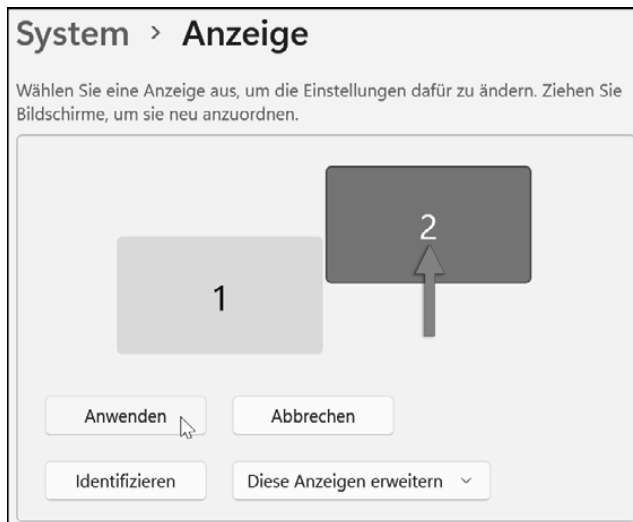 System > Anzeige
Wählen Sie eine Anzeige aus, um die Einstellungen dafür zu ändern. Ziehen Sie
Bildschirme, um sie neu anzuordnen.
2
1
Anwenden Abbrechen
Identifizieren Diese Anzeigen erweitern